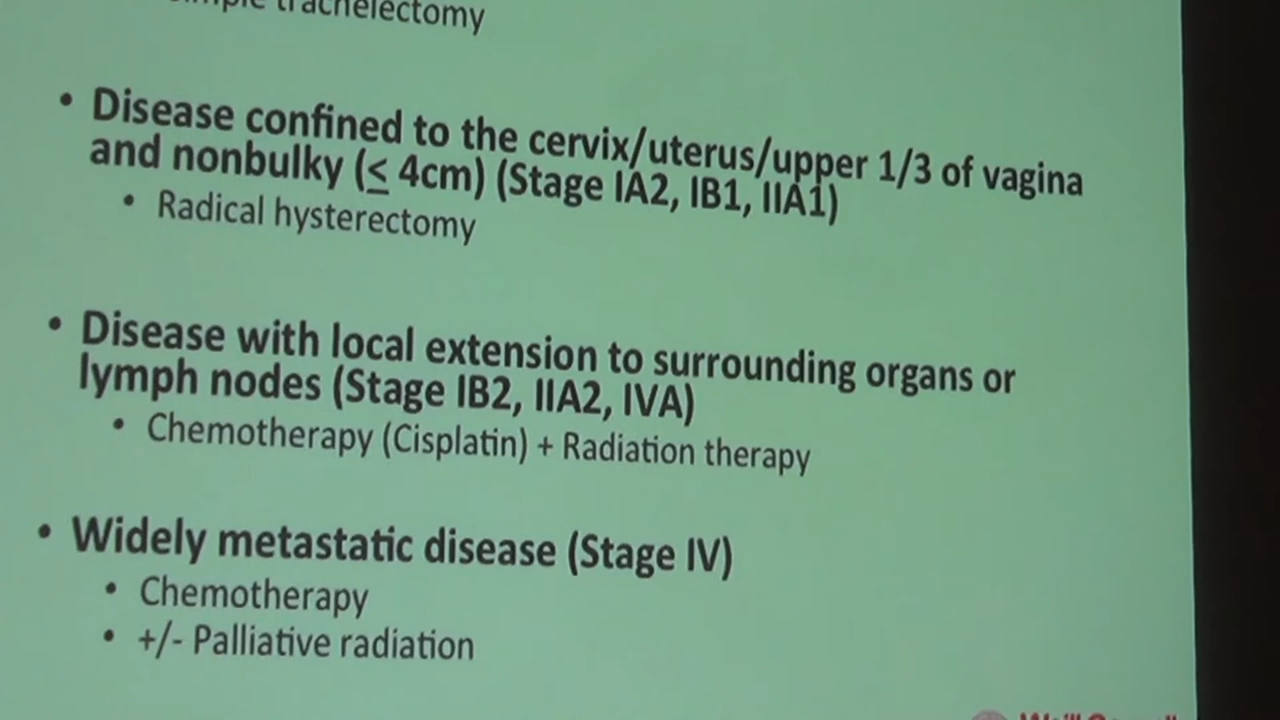 trachelectomy
• Disease confined to the cervix/uterus/upper 1/3 of vagina
and nonbulky (≤ 4cm) (Stage IA2, IB1, IIA1)
• Radical hysterectomy
• Disease with local extension to surrounding organs or
lymph nodes (Stage IB2, IIA2, IVA)
• Chemotherapy (Cisplatin) + Radiation therapy
• Widely metastatic disease (Stage IV)
• Chemotherapy
• +/- Palliative radiation